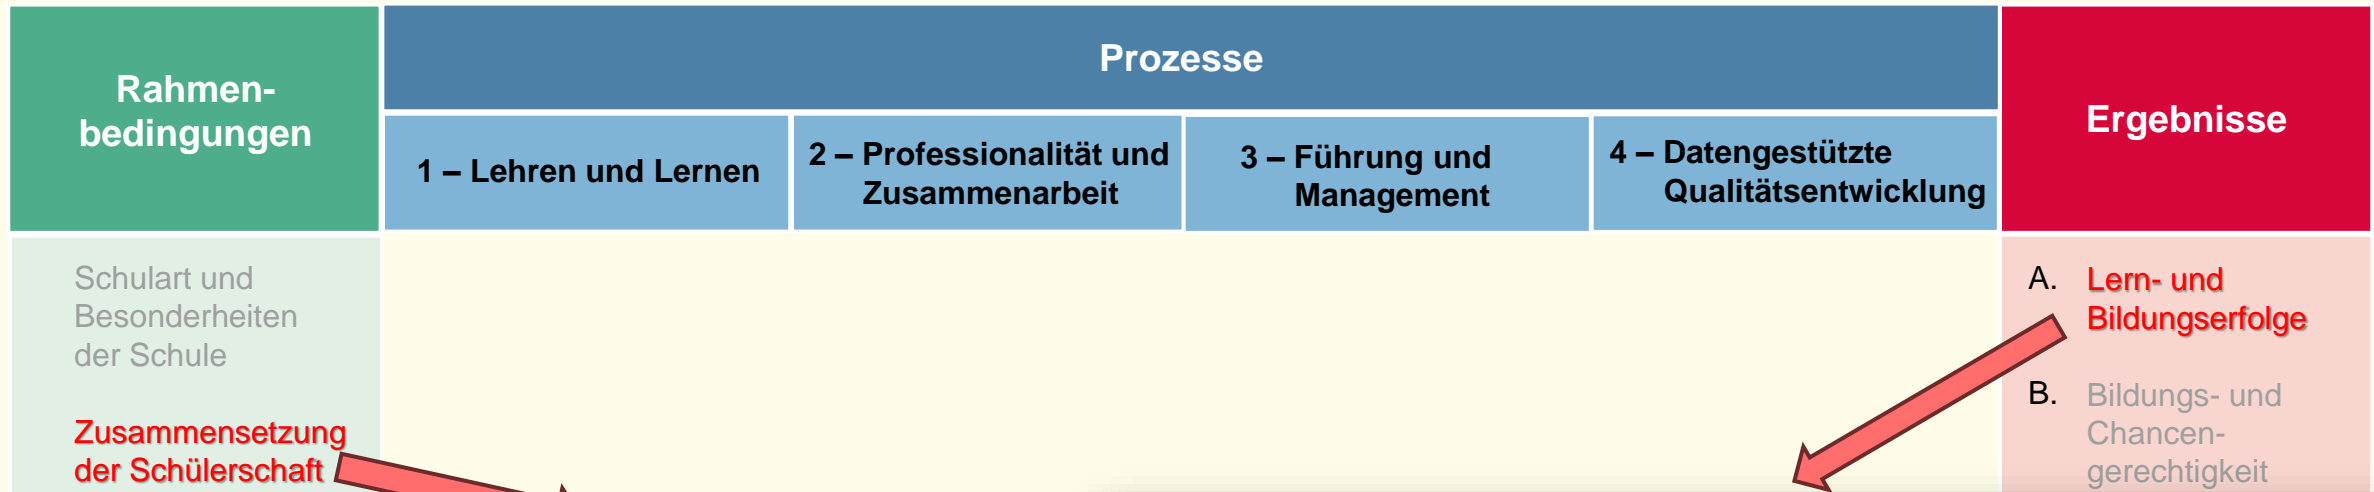 Rahmen-
bedingungen
Prozesse
Ergebnisse
1 – Lehren und Lernen
2 – Professionalität und
Zusammenarbeit
3 – Führung und
Management
4 – Datengestützte
Qualitätsentwicklung
Schulart und
Besonderheiten
der Schule
Zusammensetzung
der Schülerschaft
A. Lern- und
Bildungserfolge
B. Bildungs- und
Chancen-
gerechtigkeit